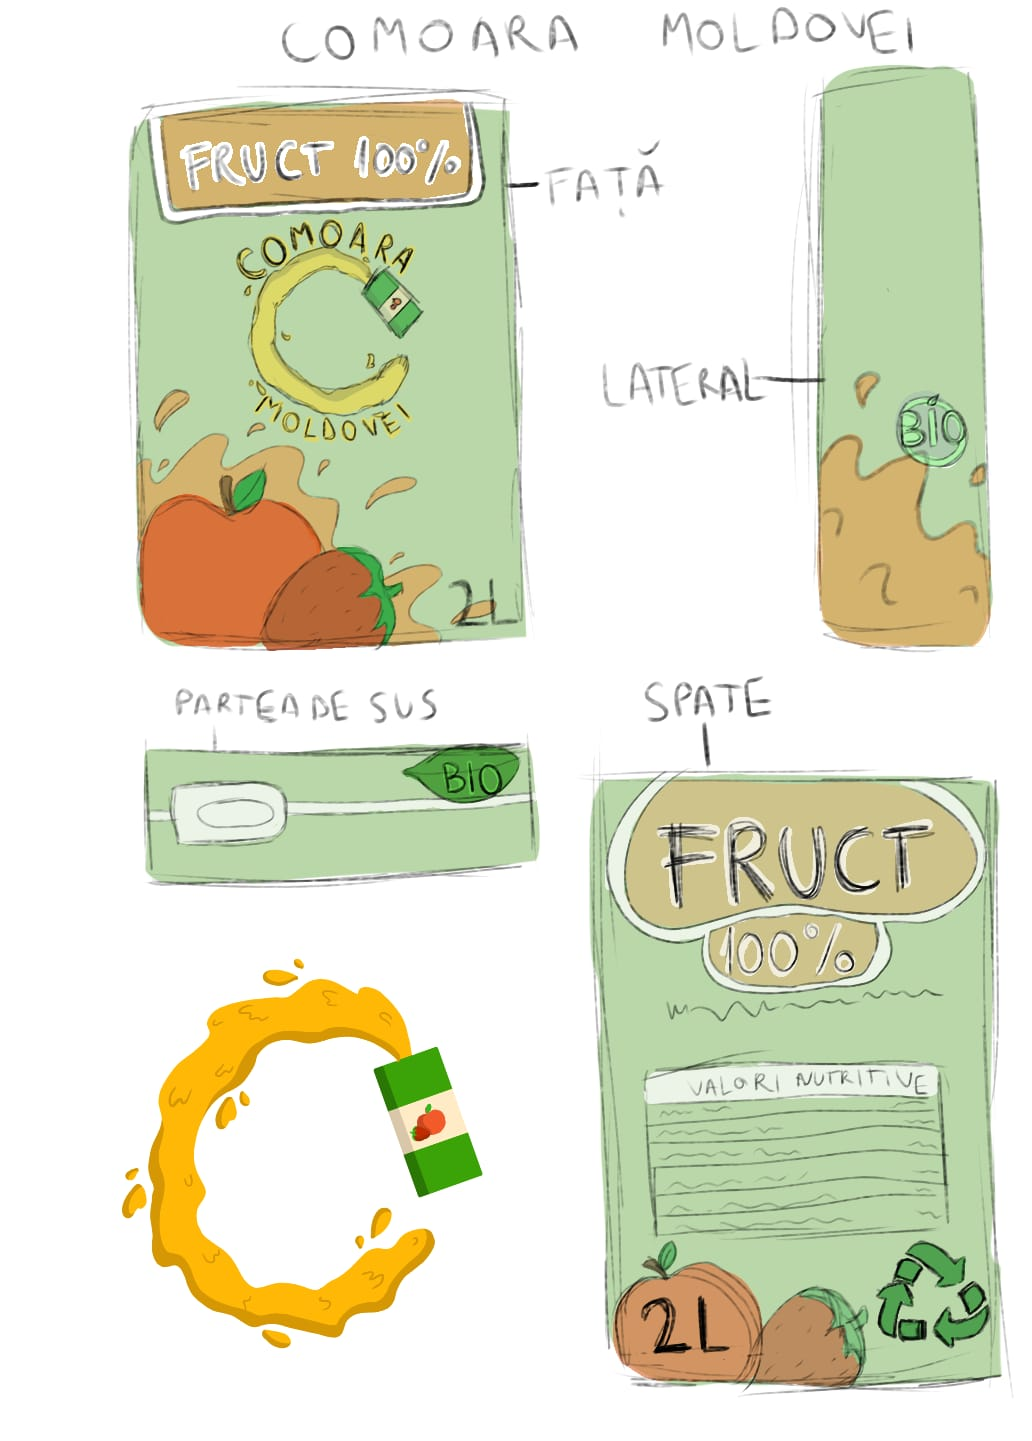 COMOARA MOLDOVEI
FRUCT 100%
FAȚĂ
COMOARA
MOLDOVEI
2L
LATERAL
BIO
PARTEA DE SUS
BIO
SPATE
FRUCT
100%
VALORI NUTRITIVE
2L